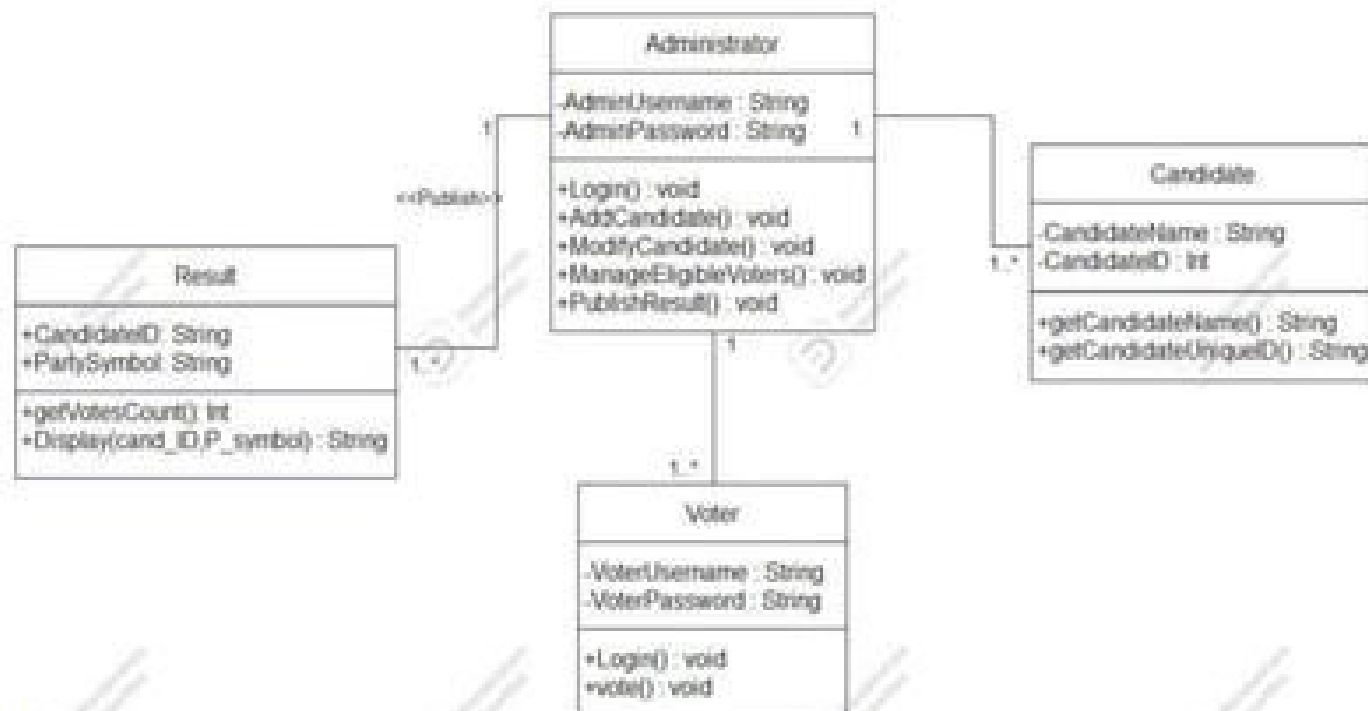 Administrator
-AdminUsername : String
-AdminPassword : String
+Login() : void
+AddCandidate() : void
+ModifyCandidate() : void
+ManageEligibleVoters() : void
+PublishResult() : void
1
1
1
<<Publish>>
1..*
Result
+CandidateID: String
+PartySymbol: String
+getVotesCount(): Int
+Display(cand_ID,P_symbol) : String
1..*
Candidate
-CandidateName : String
-CandidateID : Int
+getCandidateName() : String
+getCandidateUniqueID() : String
1..*
Voter
-VoterUsername : String
-VoterPassword : String
+Login() : void
+vote() : void